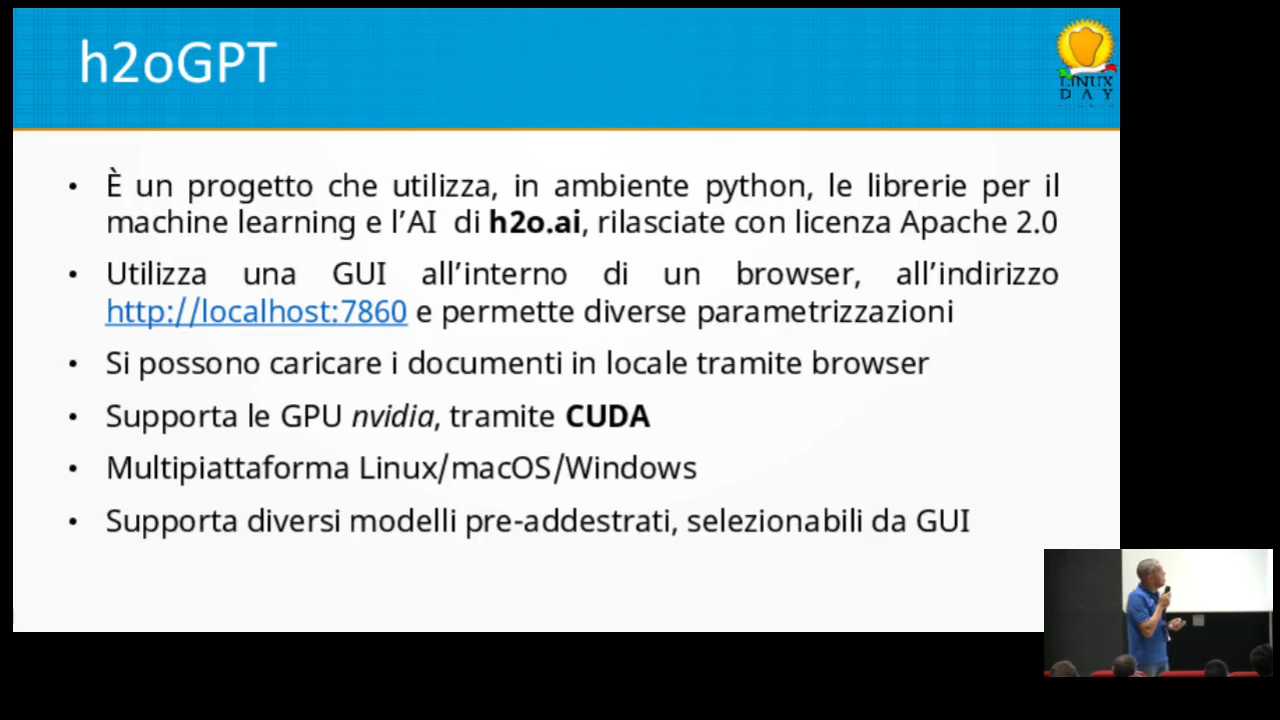 h2oGPT
LINUX
DAY
• È un progetto che utilizza, in ambiente python, le librerie per il
machine learning e l’AI di h2o.ai, rilasciate con licenza Apache 2.0
• Utilizza una GUI all’interno di un browser, all’indirizzo
http://localhost:7860 e permette diverse parametrizzazioni
• Si possono caricare i documenti in locale tramite browser
• Supporta le GPU nvidia, tramite CUDA
• Multipiattaforma Linux/macOS/Windows
• Supporta diversi modelli pre-addestrati, selezionabili da GUI